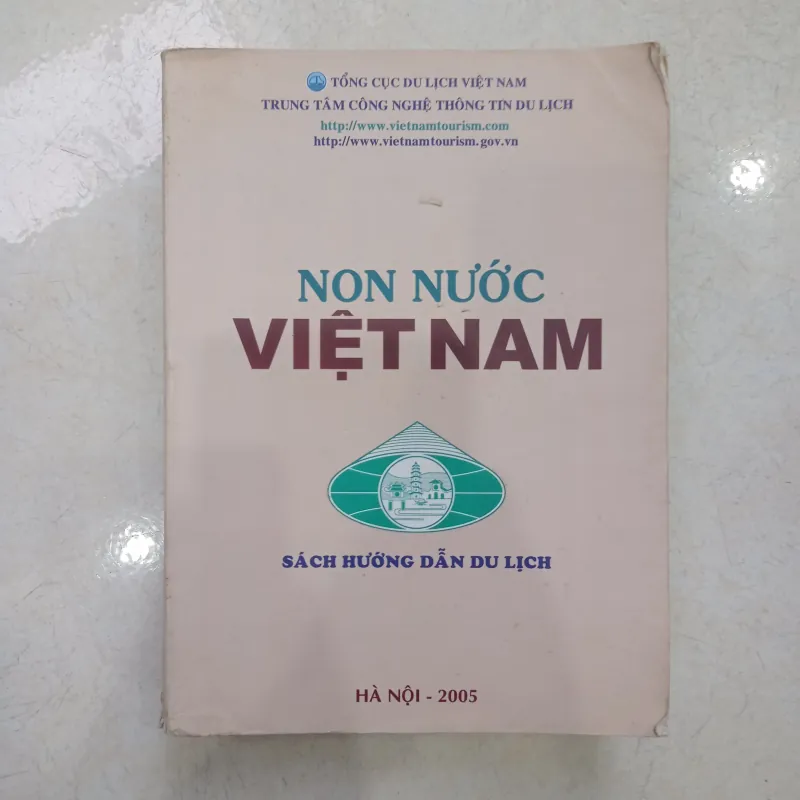 TỔNG CỤC DU LỊCH VIỆT NAM
TRUNG TÂM CÔNG NGHỆ THÔNG TIN DU LỊCH
http://www.vietnamtourism.com
http://www.vietnamtourism.gov.vn
NON NƯỚC
VIỆT NAM
SÁCH HƯỚNG DẪN DU LỊCH
HÀ NỘI - 2005